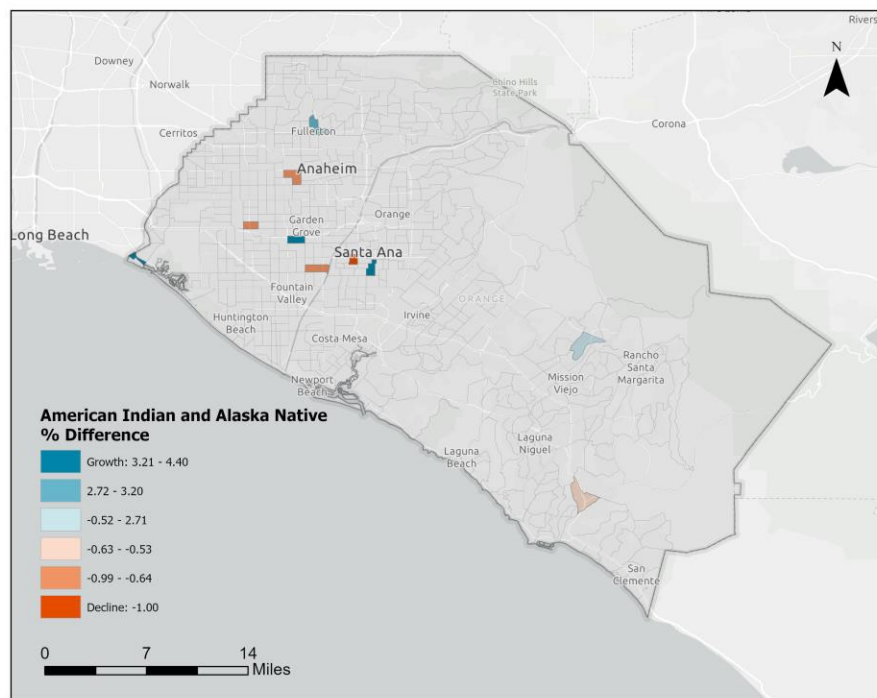 Downey
Norwalk
Cerritos
Chino Hills
State Park
Rivers
Corona
N
Fullerton
Anaheim
Long Beach
Garden
Grove
Orange
Santa Ana
Fountain
Valley
Huntington
Beach
Irvine
ORANGE
Costa Mesa
Newport
Beach
Rancho
Santa
Margarita
Mission
Viejo
Laguna
Beach
Laguna
Niguel
San
Clemente
American Indian and Alaska Native
% Difference
Growth: 3.21 - 4.40
2.72 - 3.20
-0.52 - 2.71
-0.63 - -0.53
-0.99 - -0.64
Decline: -1.00
0 7 14
Miles